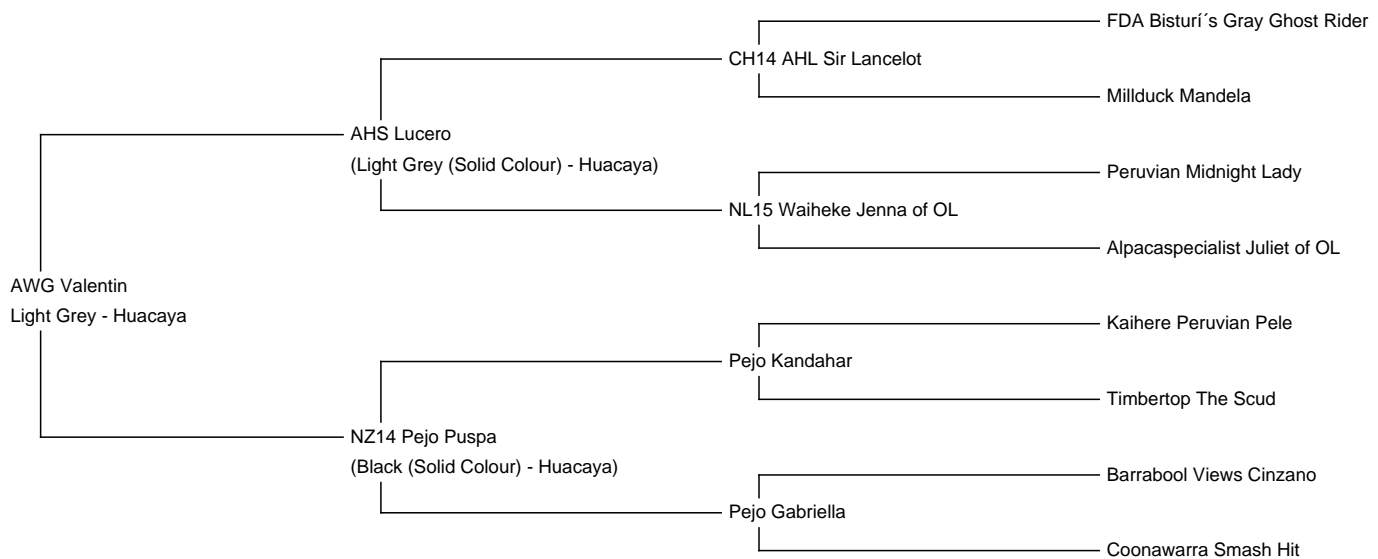 FDA Bisturí´s Gray Ghost Rider
CH14 AHL Sir Lancelot
Millduck Mandela
AHS Lucero
(Light Grey (Solid Colour) - Huacaya)
Peruvian Midnight Lady
NL15 Waiheke Jenna of OL
Alpacaspecialist Juliet of OL
AWG Valentin
Light Grey - Huacaya
Kaihere Peruvian Pele
Pejo Kandahar
Timbertop The Scud
NZ14 Pejo Puspa
(Black (Solid Colour) - Huacaya)
Barrabool Views Cinzano
Pejo Gabriella
Coonawarra Smash Hit